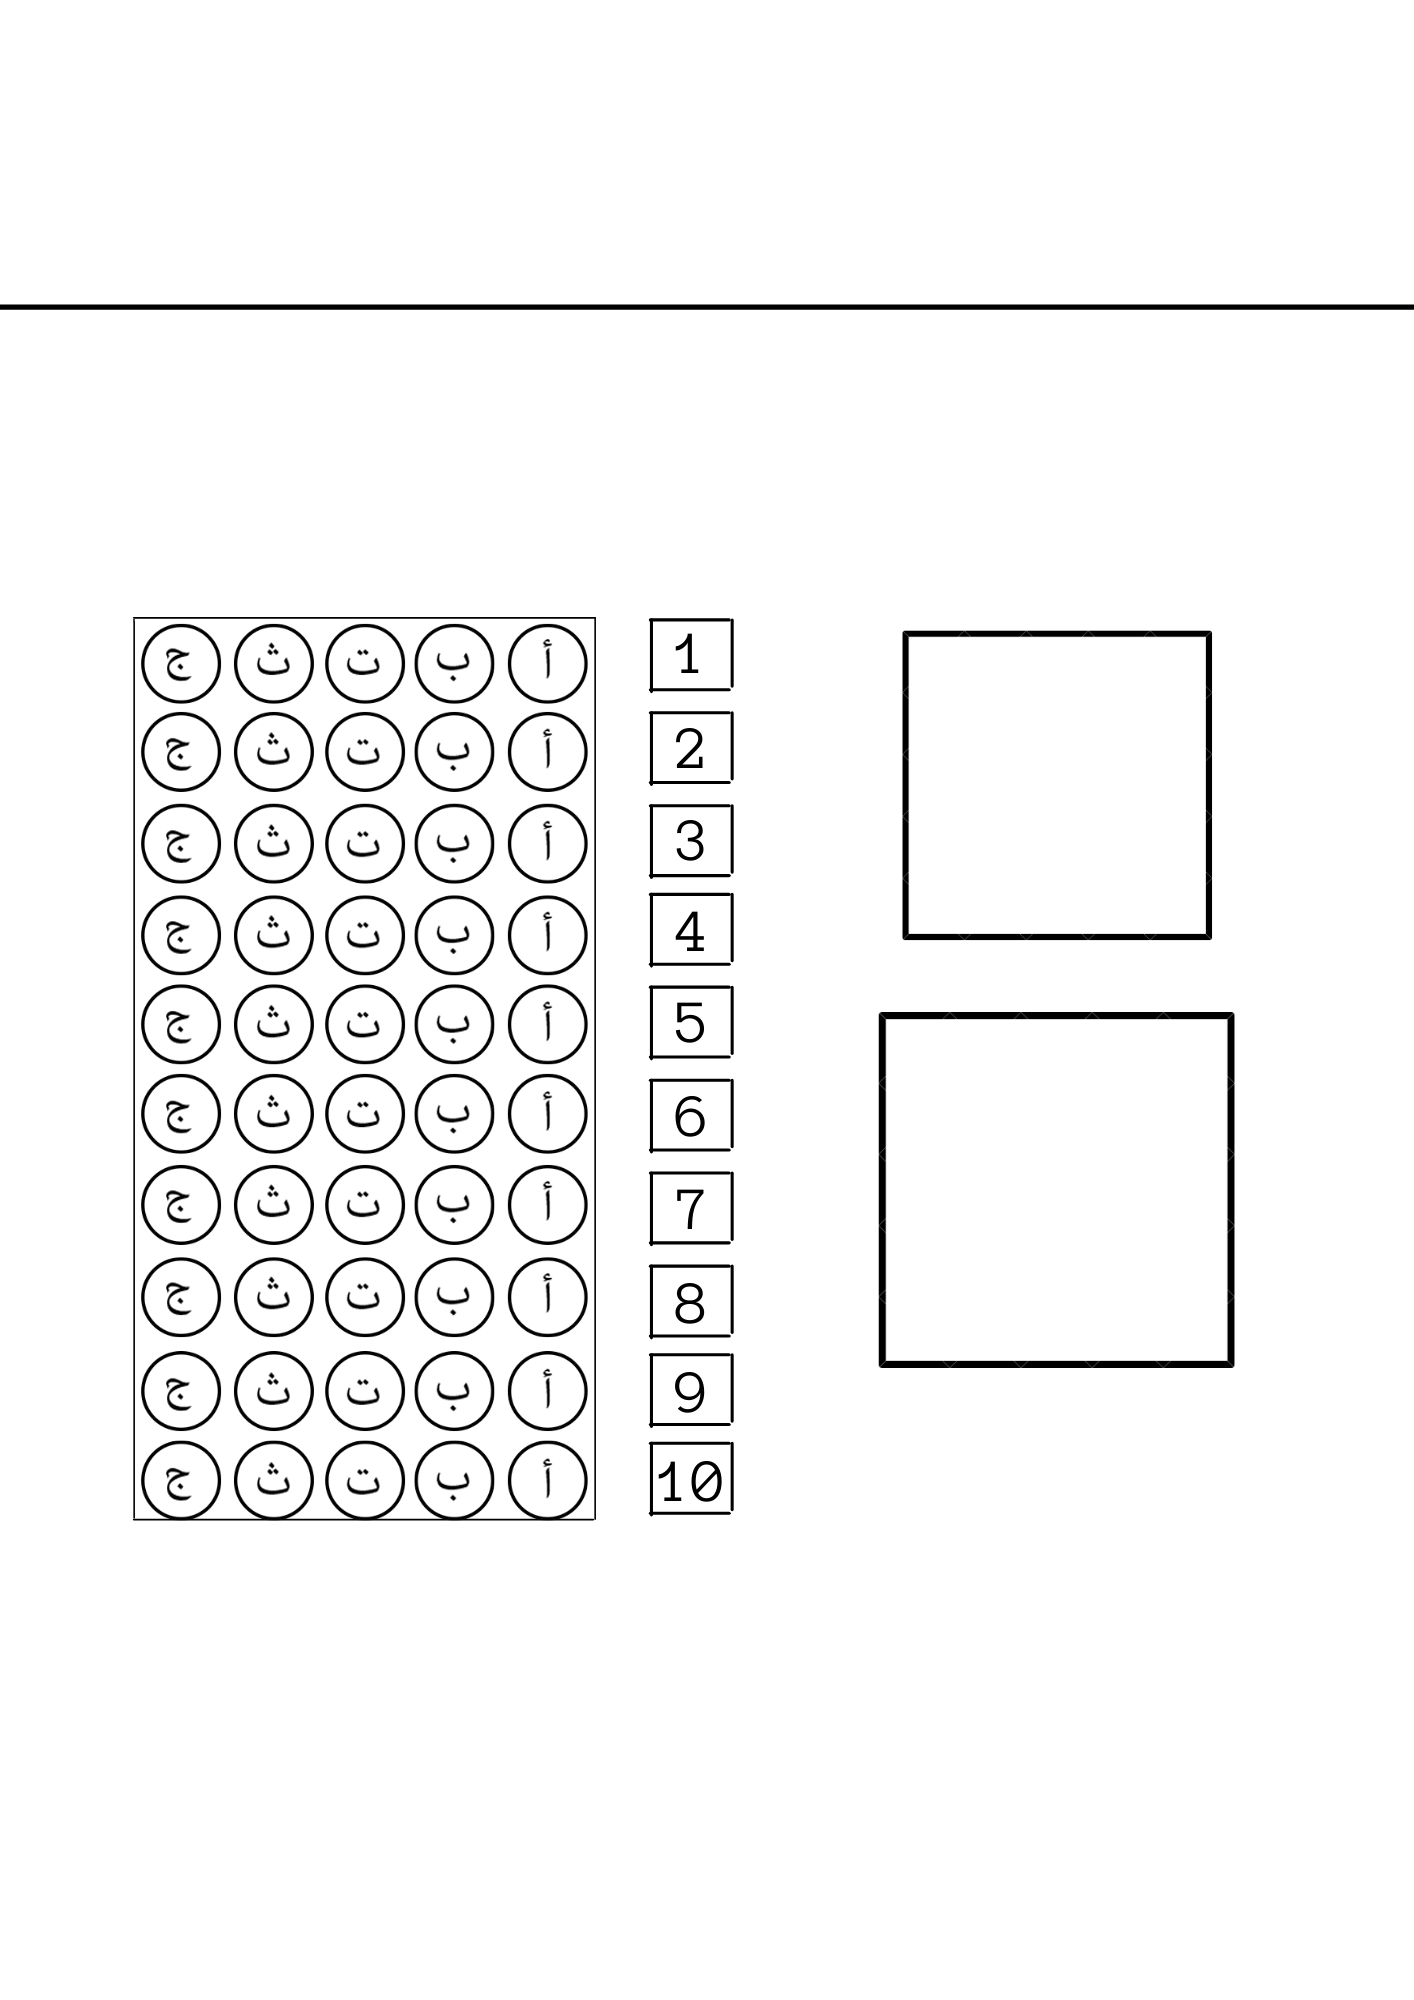 1 أ ب ت ث ج
2 أ ب ت ث ج
3 أ ب ت ث ج
4 أ ب ت ث ج
5 أ ب ت ث ج
6 أ ب ت ث ج
7 أ ب ت ث ج
8 أ ب ت ث ج
9 أ ب ت ث ج
10 أ ب ت ث ج